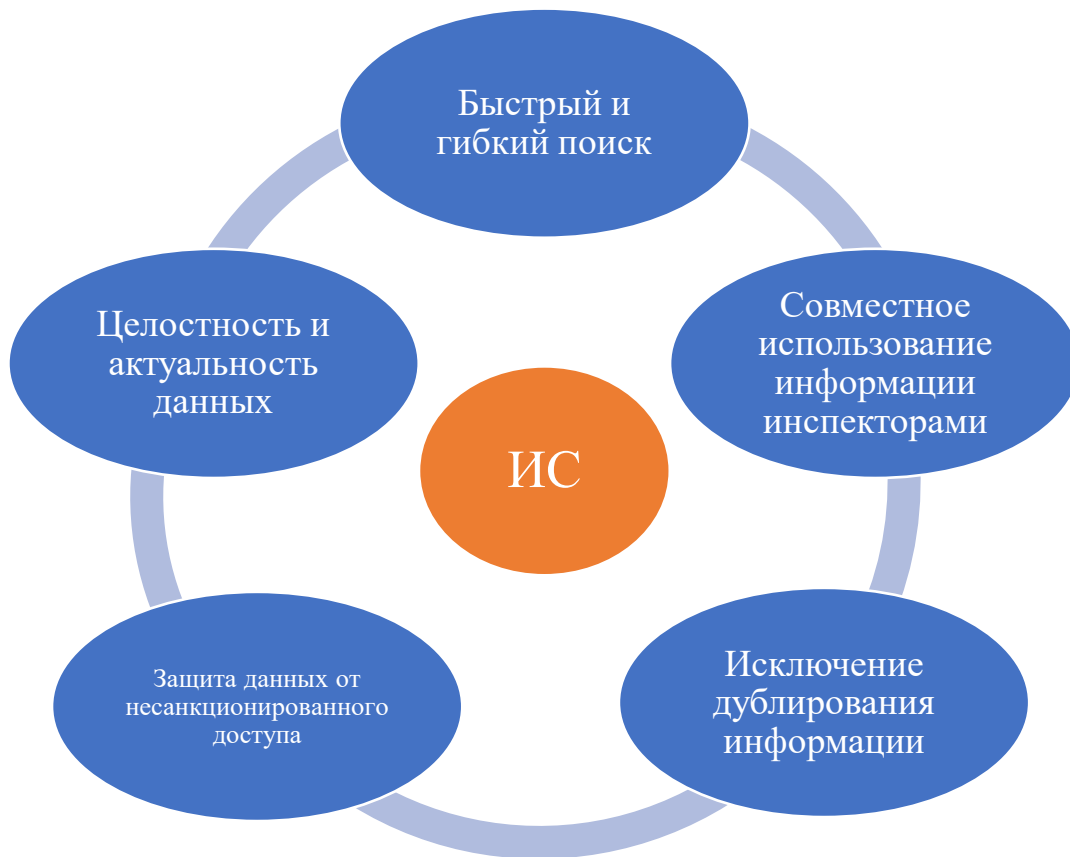 Быстрый и
гибкий поиск
Совместное
использование
информации
инспекторами
Исключение
дублирования
информации
Защита данных от
несанкционированного
доступа
Целостность и
актуальность
данных
ИС